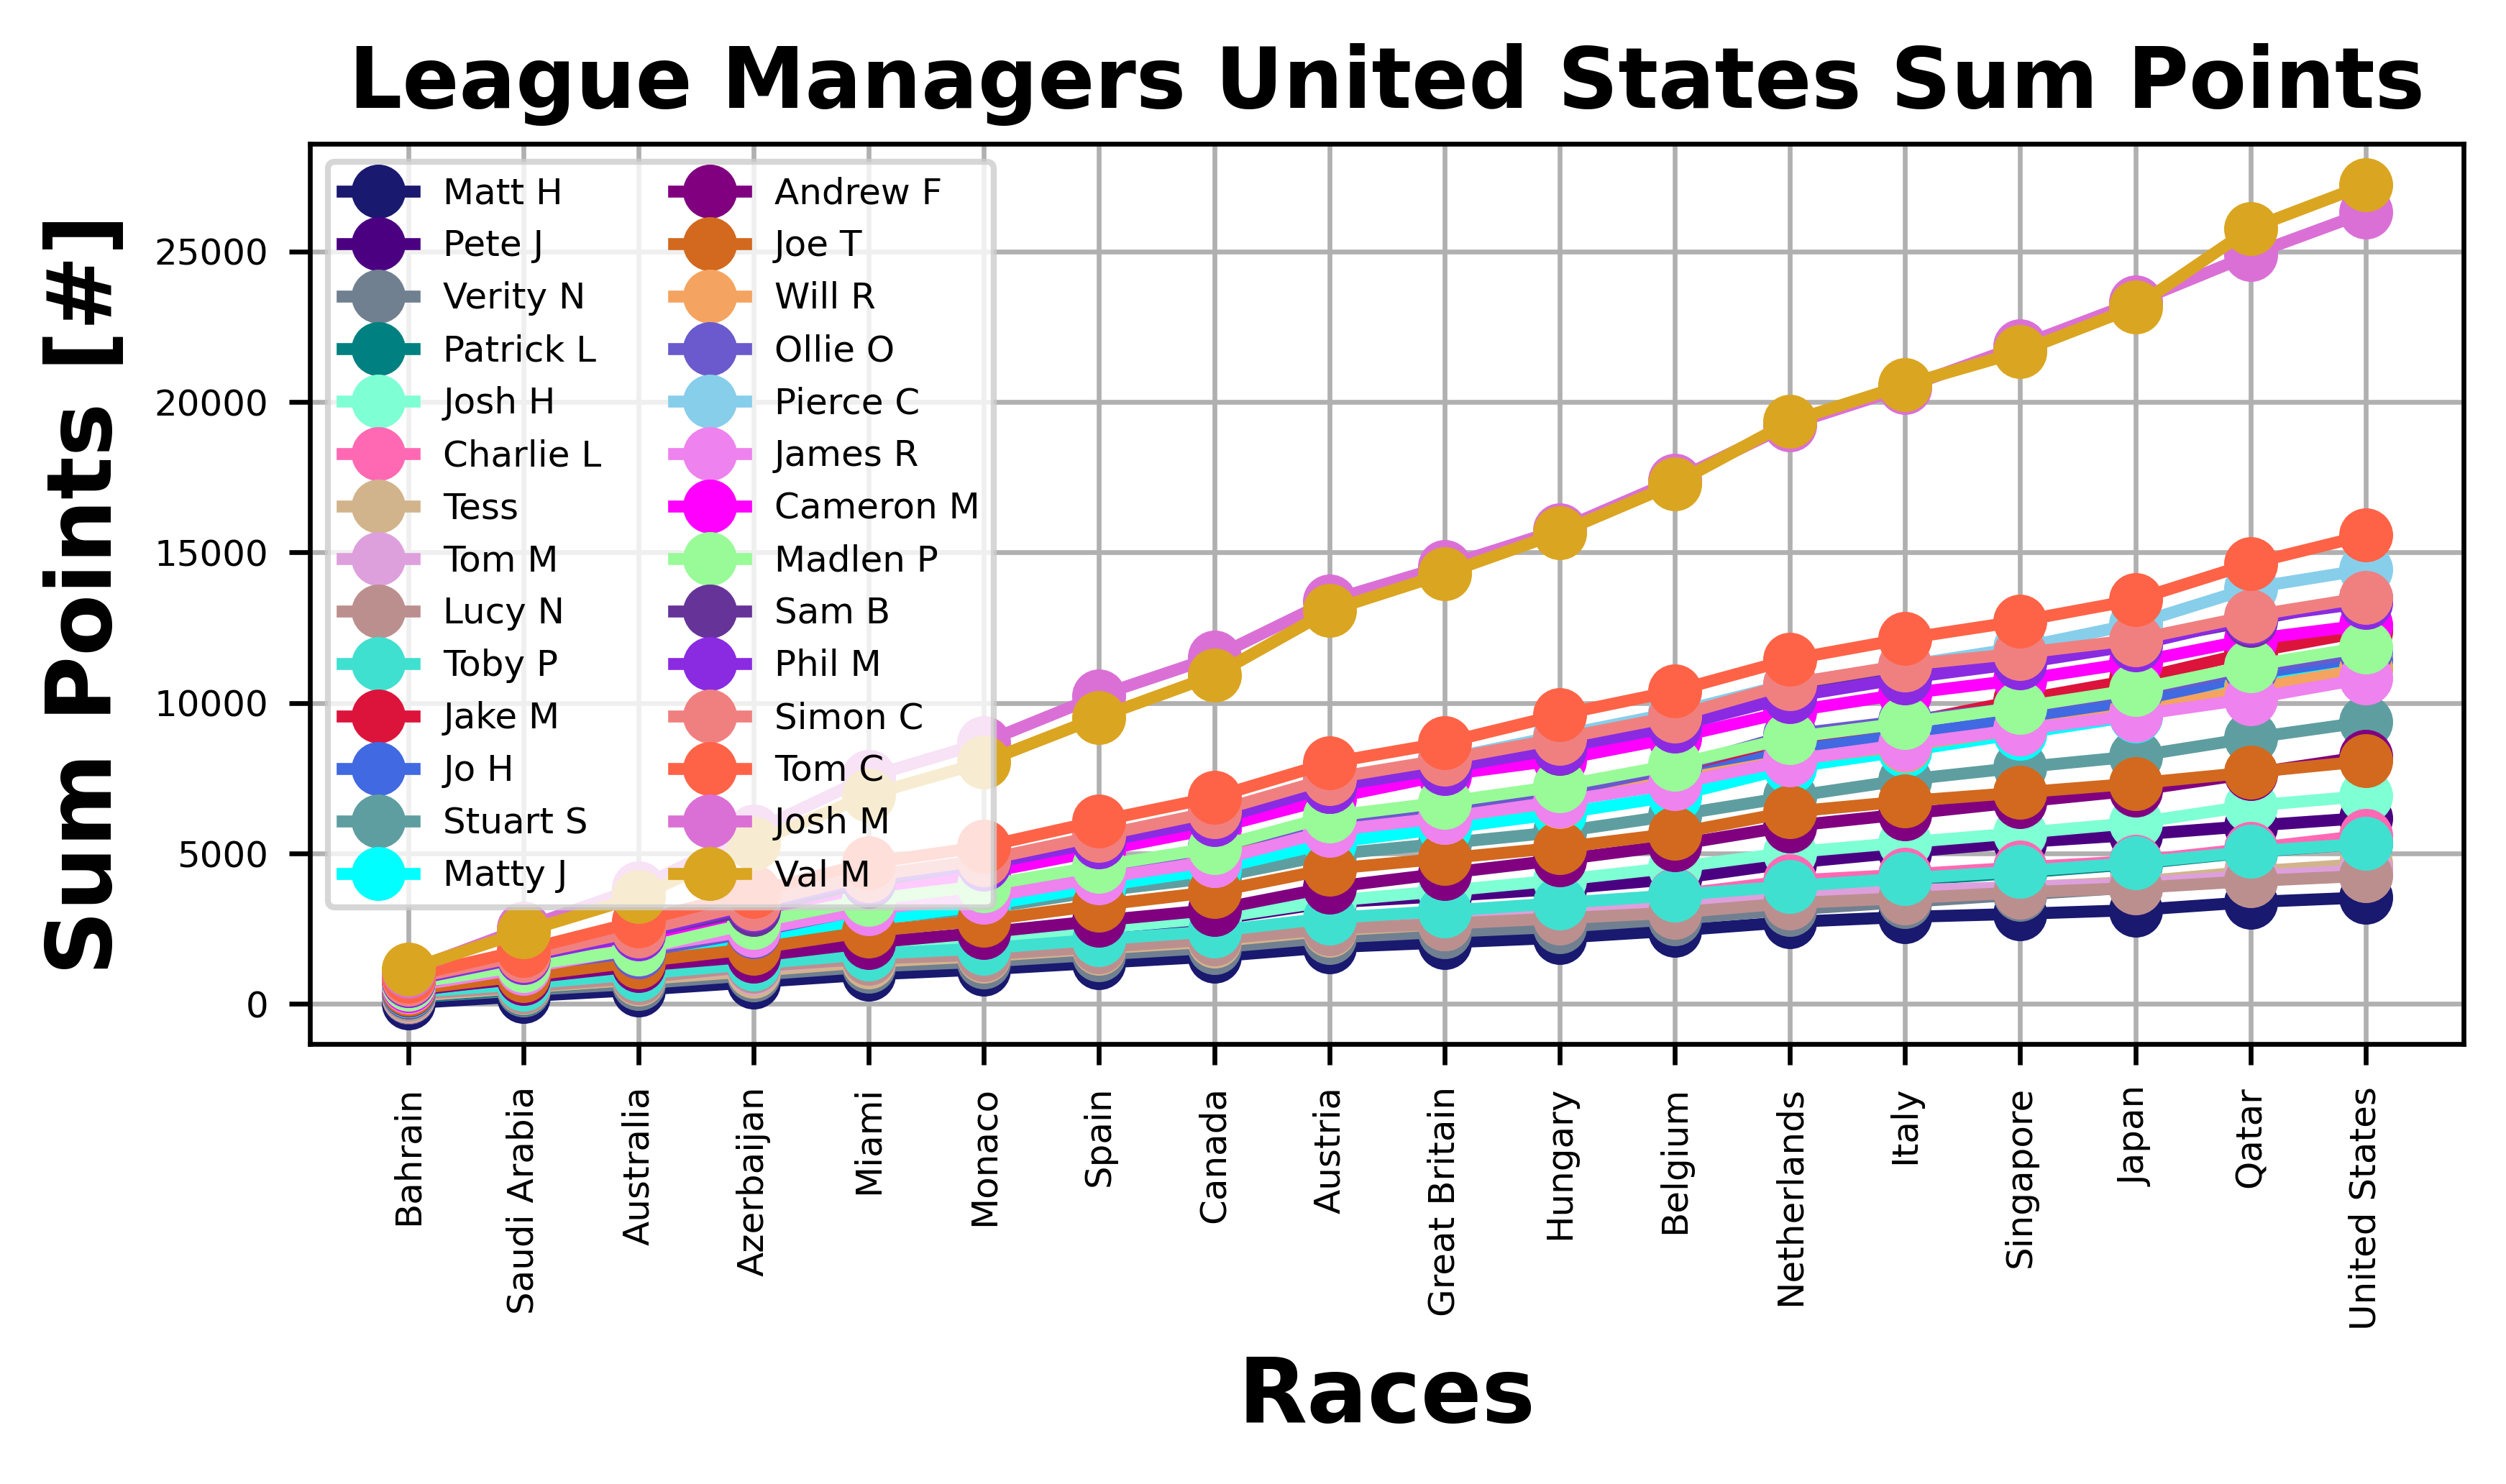 League Managers United States Sum Points
Sum Points [#]
25000
20000
15000
10000
5000
0
Matt H
Pete J
Verity N
Patrick L
Josh H
Charlie L
Tess
Tom M
Lucy N
Toby P
Jake M
Jo H
Stuart S
Matty J
Andrew F
Joe T
Will R
Ollie O
Pierce C
James R
Cameron M
Madlen P
Sam B
Phil M
Simon C
Tom C
Josh M
Val M
Bahrain
Saudi Arabia
Australia
Azerbaijan
Miami
Monaco
Spain
Canada
Austria
Great Britain
Hungary
Belgium
Netherlands
Italy
Singapore
Japan
Qatar
United States
Races